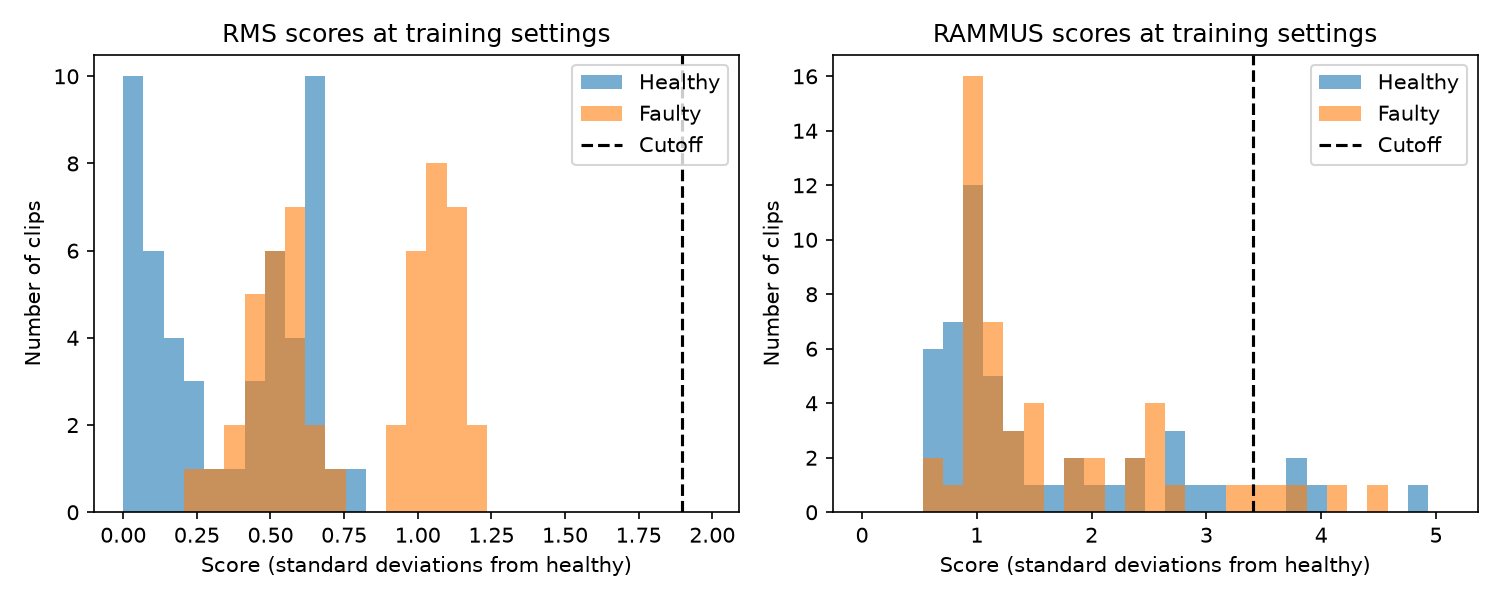 RMS scores at training settings
Number of clips
10
8
6
4
2
0
Healthy
Faulty
Cutoff
0.00 0.25 0.50 0.75 1.00 1.25 1.50 1.75 2.00
Score (standard deviations from healthy)
RAMMUS scores at training settings
Number of clips
16
14
12
10
8
6
4
2
0
Healthy
Faulty
Cutoff
0 1 2 3 4 5
Score (standard deviations from healthy)